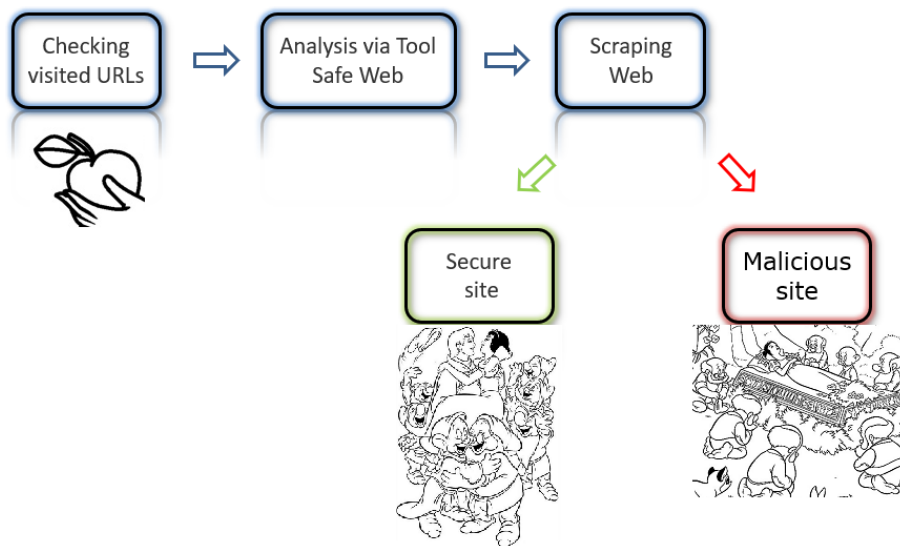 Checking
visited URLs
Analysis via Tool
Safe Web
Scraping
Web
Secure
site
Malicious
site